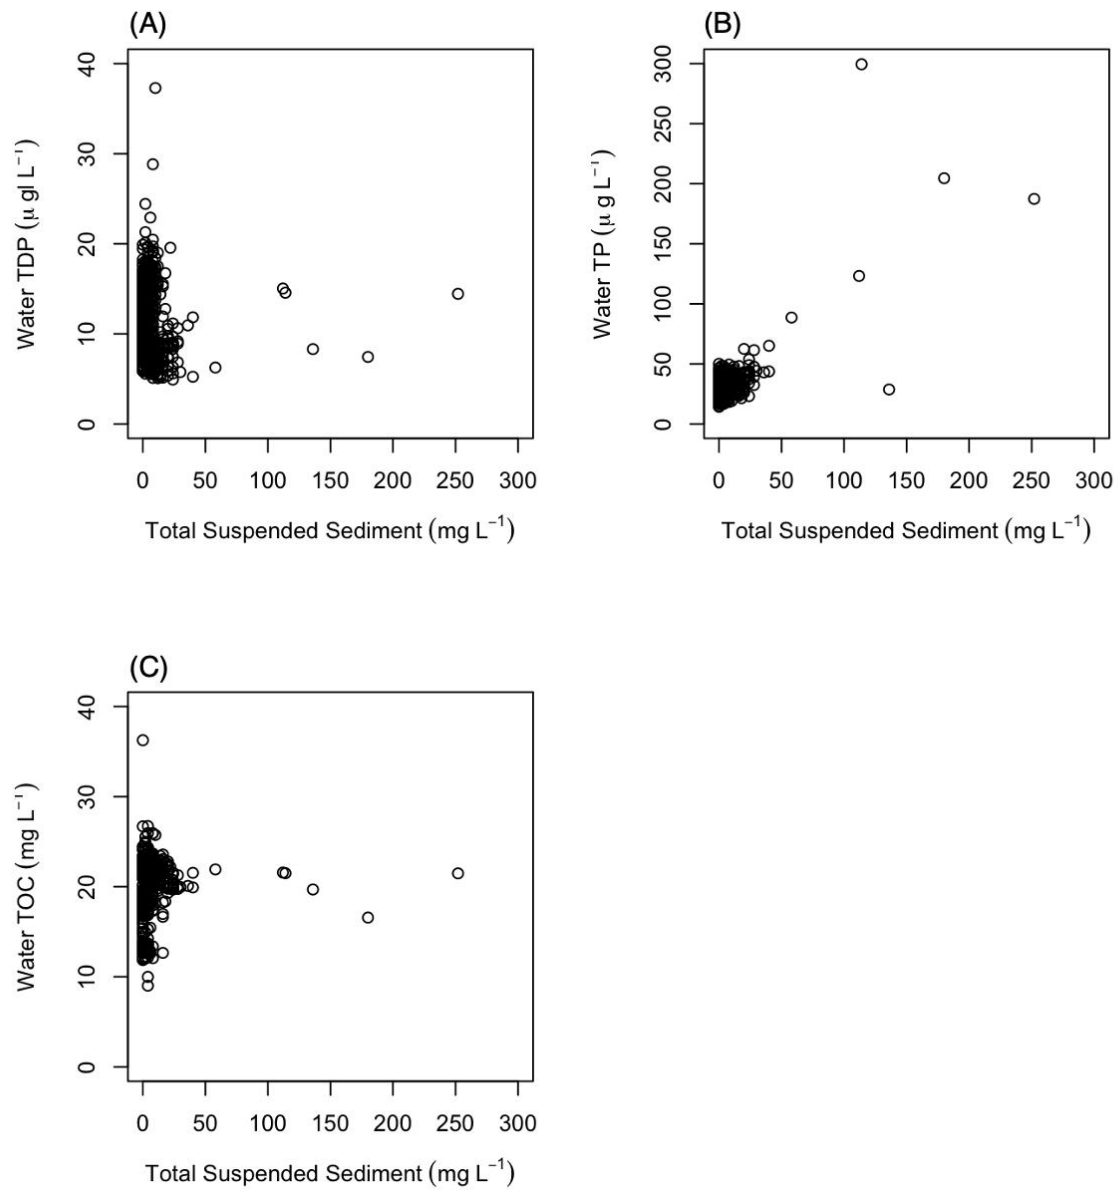 (A)
Water TDP (μ gl L⁻¹)
40
30
20
10
0
0 50 100 150 200 250 300
Total Suspended Sediment (mg L⁻¹)
(B)
Water TP (μ g L⁻¹)
300
250
200
150
100
50
0
0 50 100 150 200 250 300
Total Suspended Sediment (mg L⁻¹)
(C)
Water TOC (mg L⁻¹)
40
30
20
10
0
0 50 100 150 200 250 300
Total Suspended Sediment (mg L⁻¹)